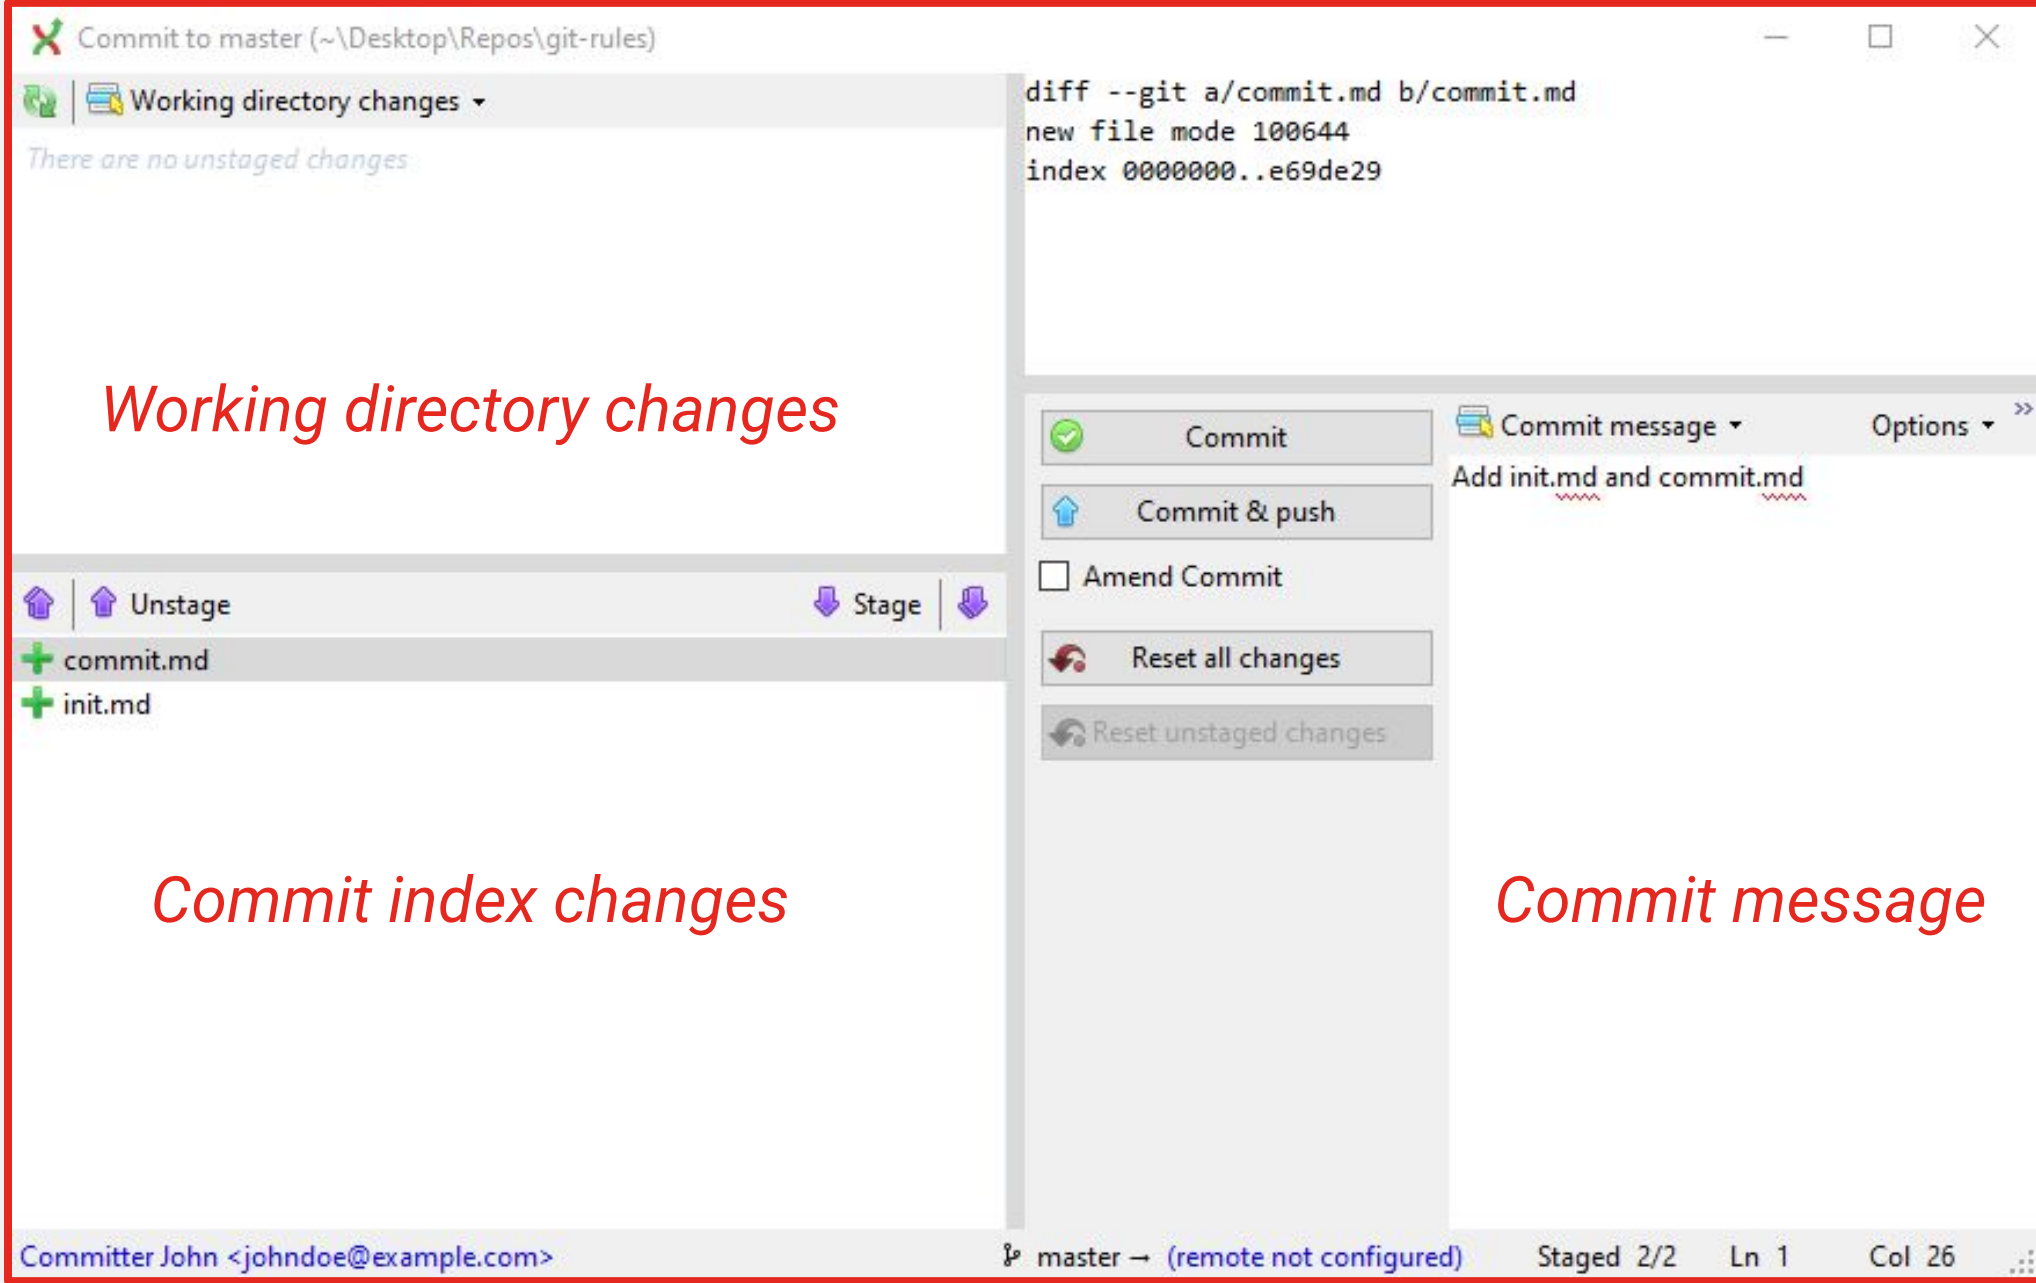 Commit to master (~\Desktop\Repos\git-rules)
Working directory changes
There are no unstaged changes
Working directory changes
Unstage
Stage
commit.md
init.md
Commit index changes
diff --git a/commit.md b/commit.md
new file mode 100644
index 0000000..e69de29
Commit
Commit & push
Amend Commit
Reset all changes
Reset unstaged changes
Commit message
Options
Add init.md and commit.md
Commit message
Committer John <johndoe@example.com>
master → (remote not configured)
Staged 2/2
Ln 1
Col 26